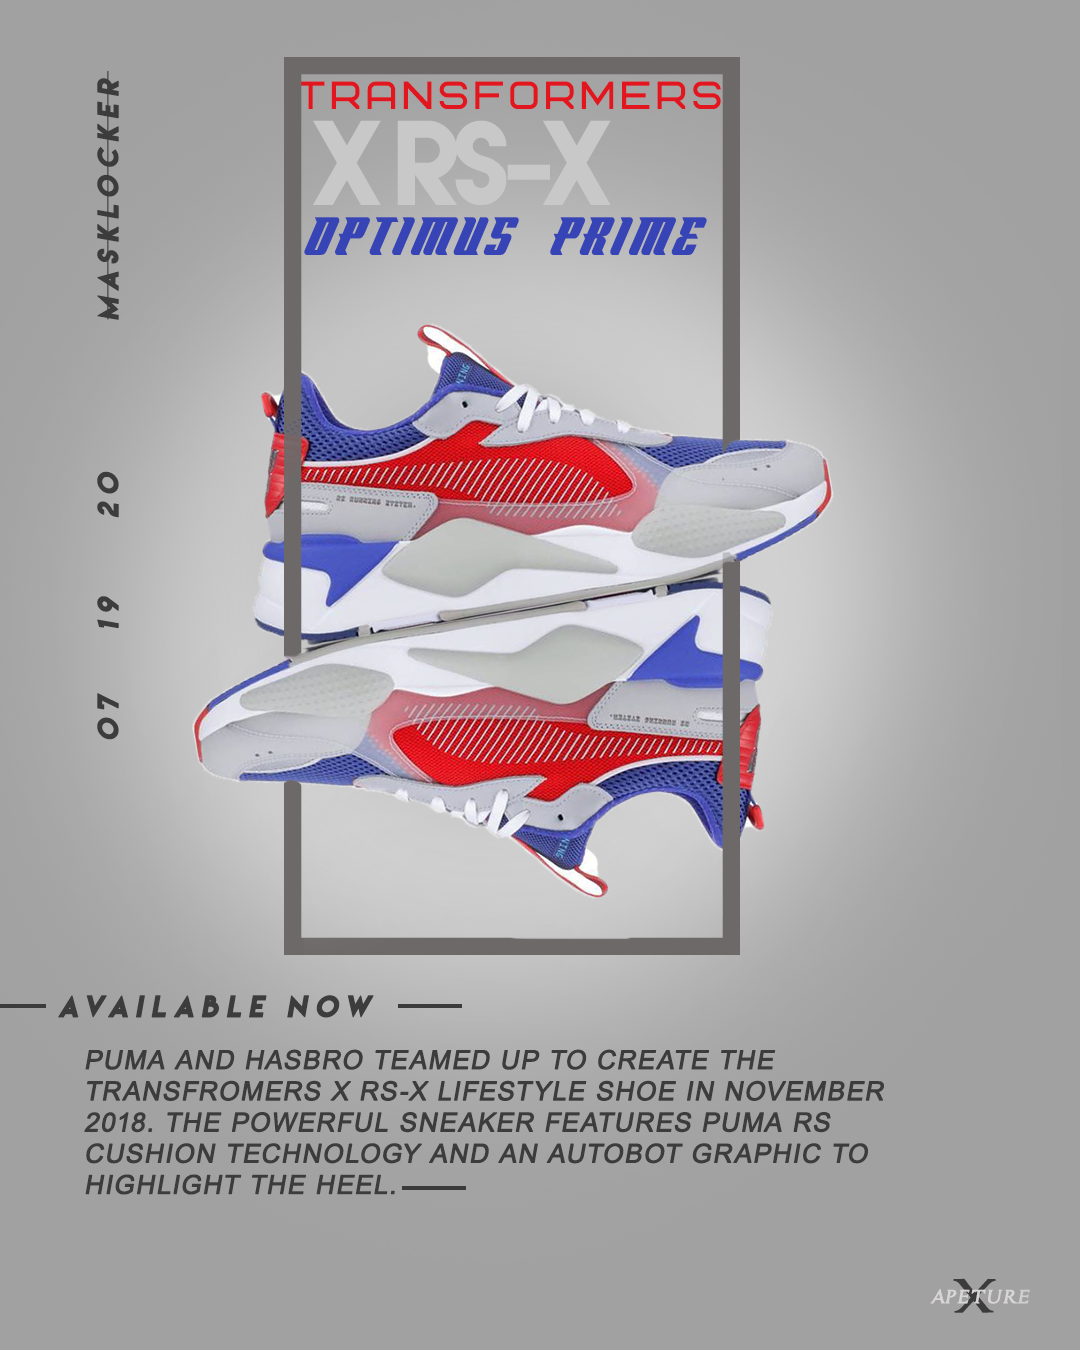 TRANSFORMERS
X RS-X
OPTIMUS PRIME
MASKLOCKER
07 19 20
AVAILABLE NOW
PUMA AND HASBRO TEAMED UP TO CREATE THE
TRANSFROMERS X RS-X LIFESTYLE SHOE IN NOVEMBER
2018. THE POWERFUL SNEAKER FEATURES PUMA RS
CUSHION TECHNOLOGY AND AN AUTOBOT GRAPHIC TO
HIGHLIGHT THE HEEL.
X
APETURE